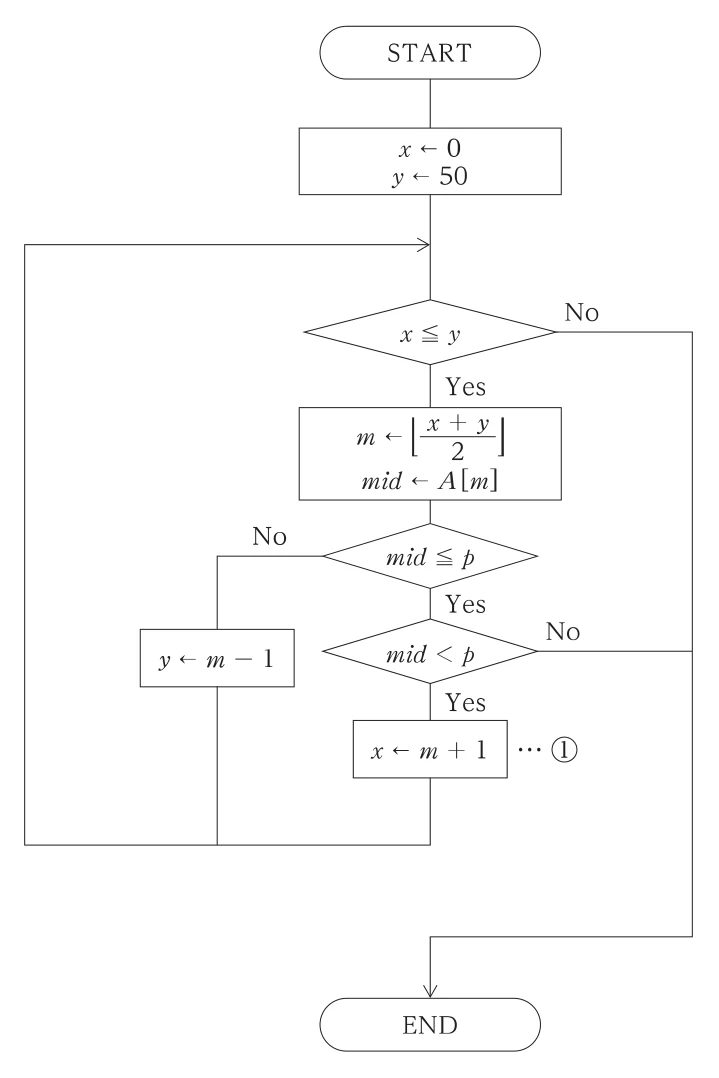 START
x ← 0
y ← 50
x ≦ y
No
Yes
m ← ⌊(x + y)/2⌋
mid ← A[m]
No
mid ≦ p
Yes
No
y ← m − 1
mid < p
Yes
x ← m + 1 … ①
END